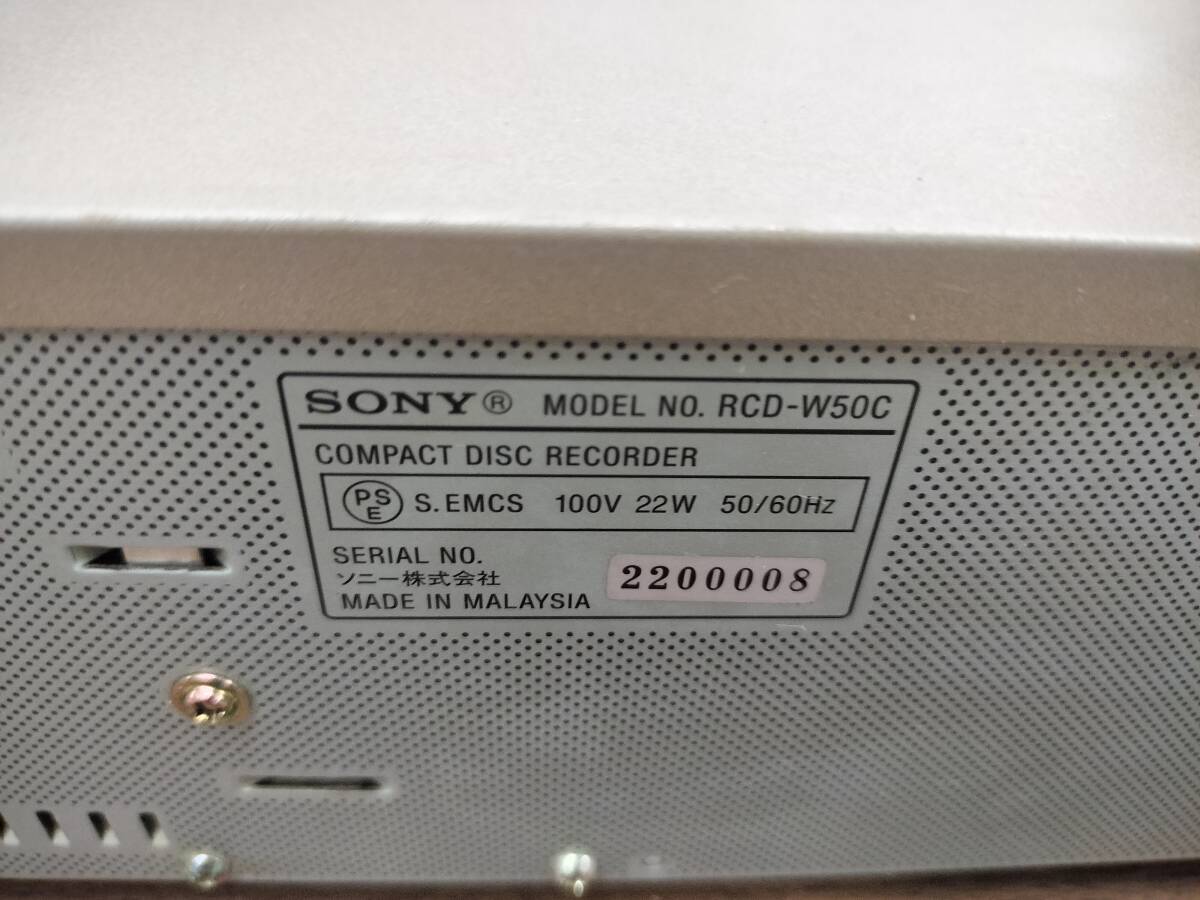 SONY® MODEL NO. RCD-W50C
COMPACT DISC RECORDER
PSE S. EMCS 100V 22W 50/60Hz
SERIAL NO.
2200008
ソニー株式会社
MADE IN MALAYSIA